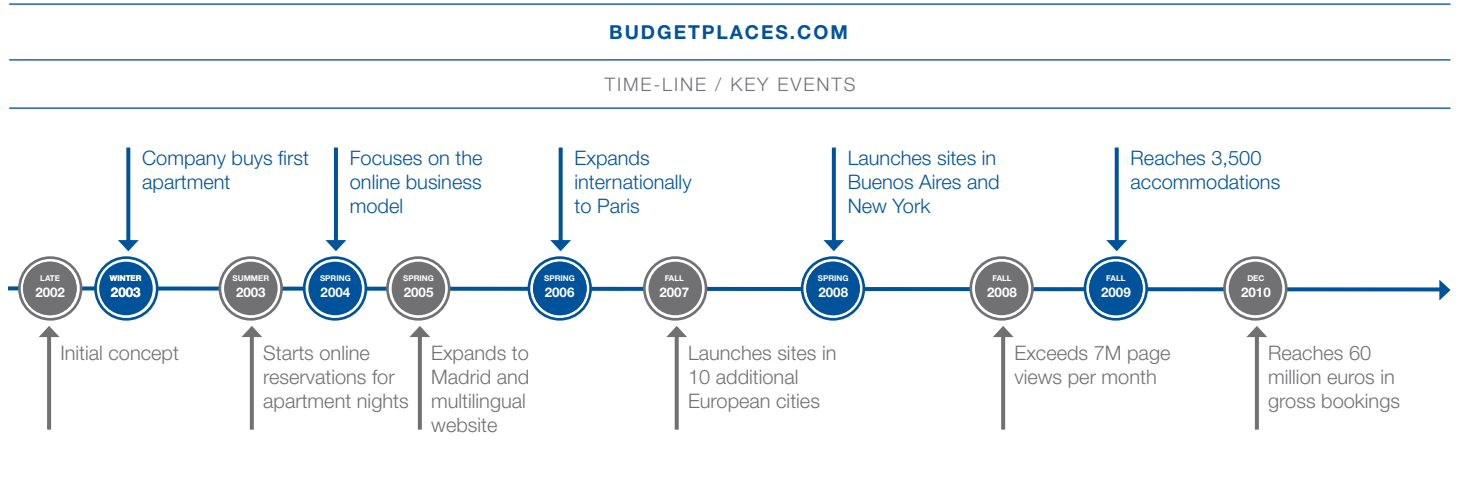 BUDGETPLACES.COM
TIME-LINE / KEY EVENTS
Company buys first
apartment
Focuses on the
online business
model
Expands
internationally
to Paris
Launches sites in
Buenos Aires and
New York
Reaches 3,500
accommodations
LATE
2002
WINTER
2003
SUMMER
2003
SPRING
2004
SPRING
2005
SPRING
2006
FALL
2007
SPRING
2008
FALL
2008
FALL
2009
DEC
2010
Initial concept
Starts online
reservations for
apartment nights
Expands to
Madrid and
multilingual
website
Launches sites in
10 additional
European cities
Exceeds 7M page
views per month
Reaches 60
million euros in
gross bookings